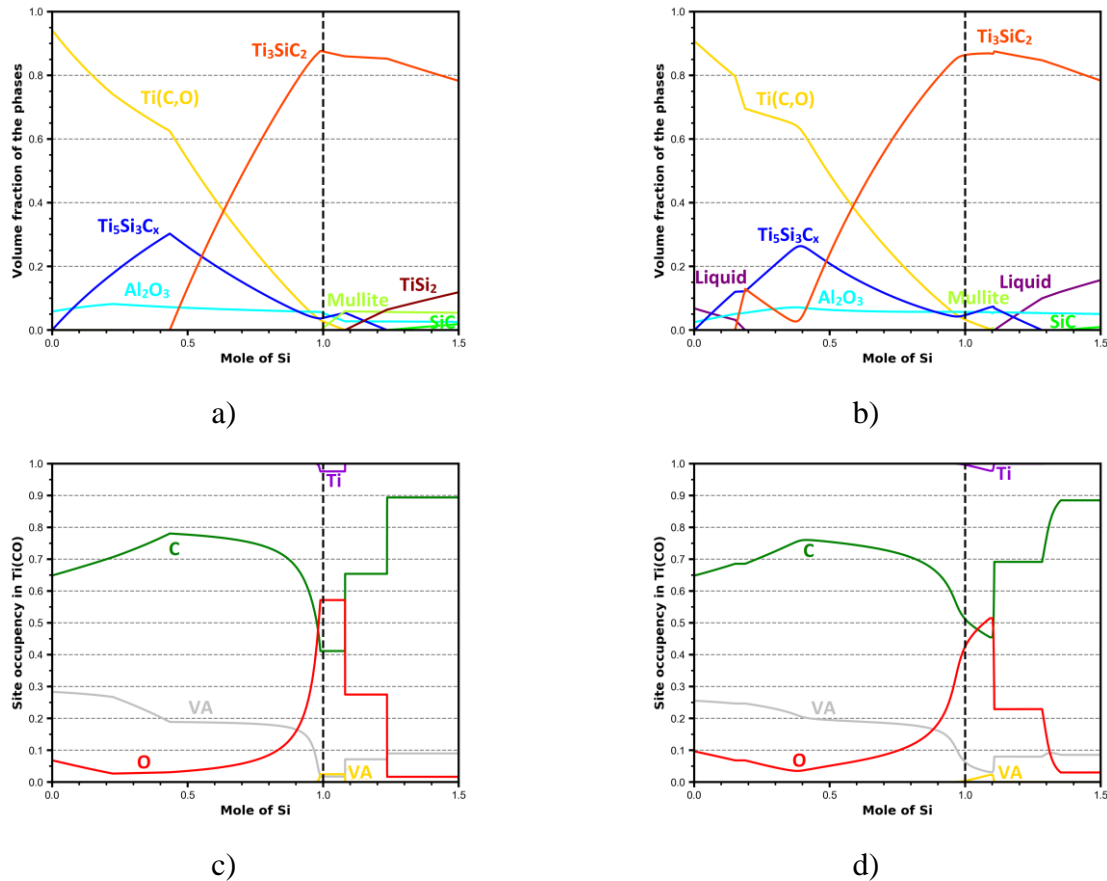 Volume fraction of the phases
1.0
0.8
0.6
0.4
0.2
0.0
Ti₃SiC₂
Ti(C,O)
Ti₅Si₃Cₓ
Al₂O₃
Mullite
TiSi₂
SiC
0.0
0.5
1.0
1.5
Mole of Si
a)
Volume fraction of the phases
1.0
0.8
0.6
0.4
0.2
0.0
Ti₃SiC₂
Ti(C,O)
Ti₅Si₃Cₓ
Liquid
Al₂O₃
Mullite
Liquid
SiC
0.0
0.5
1.0
1.5
Mole of Si
b)
Site occupency in Ti(CO)
1.0
0.9
0.8
0.7
0.6
0.5
0.4
0.3
0.2
0.1
0.0
Ti
C
VA
O
VA
0.0
0.5
1.0
1.5
Mole of Si
c)
Site occupency in Ti(CO)
1.0
0.9
0.8
0.7
0.6
0.5
0.4
0.3
0.2
0.1
0.0
Ti
C
VA
O
VA
0.0
0.5
1.0
1.5
Mole of Si
d)